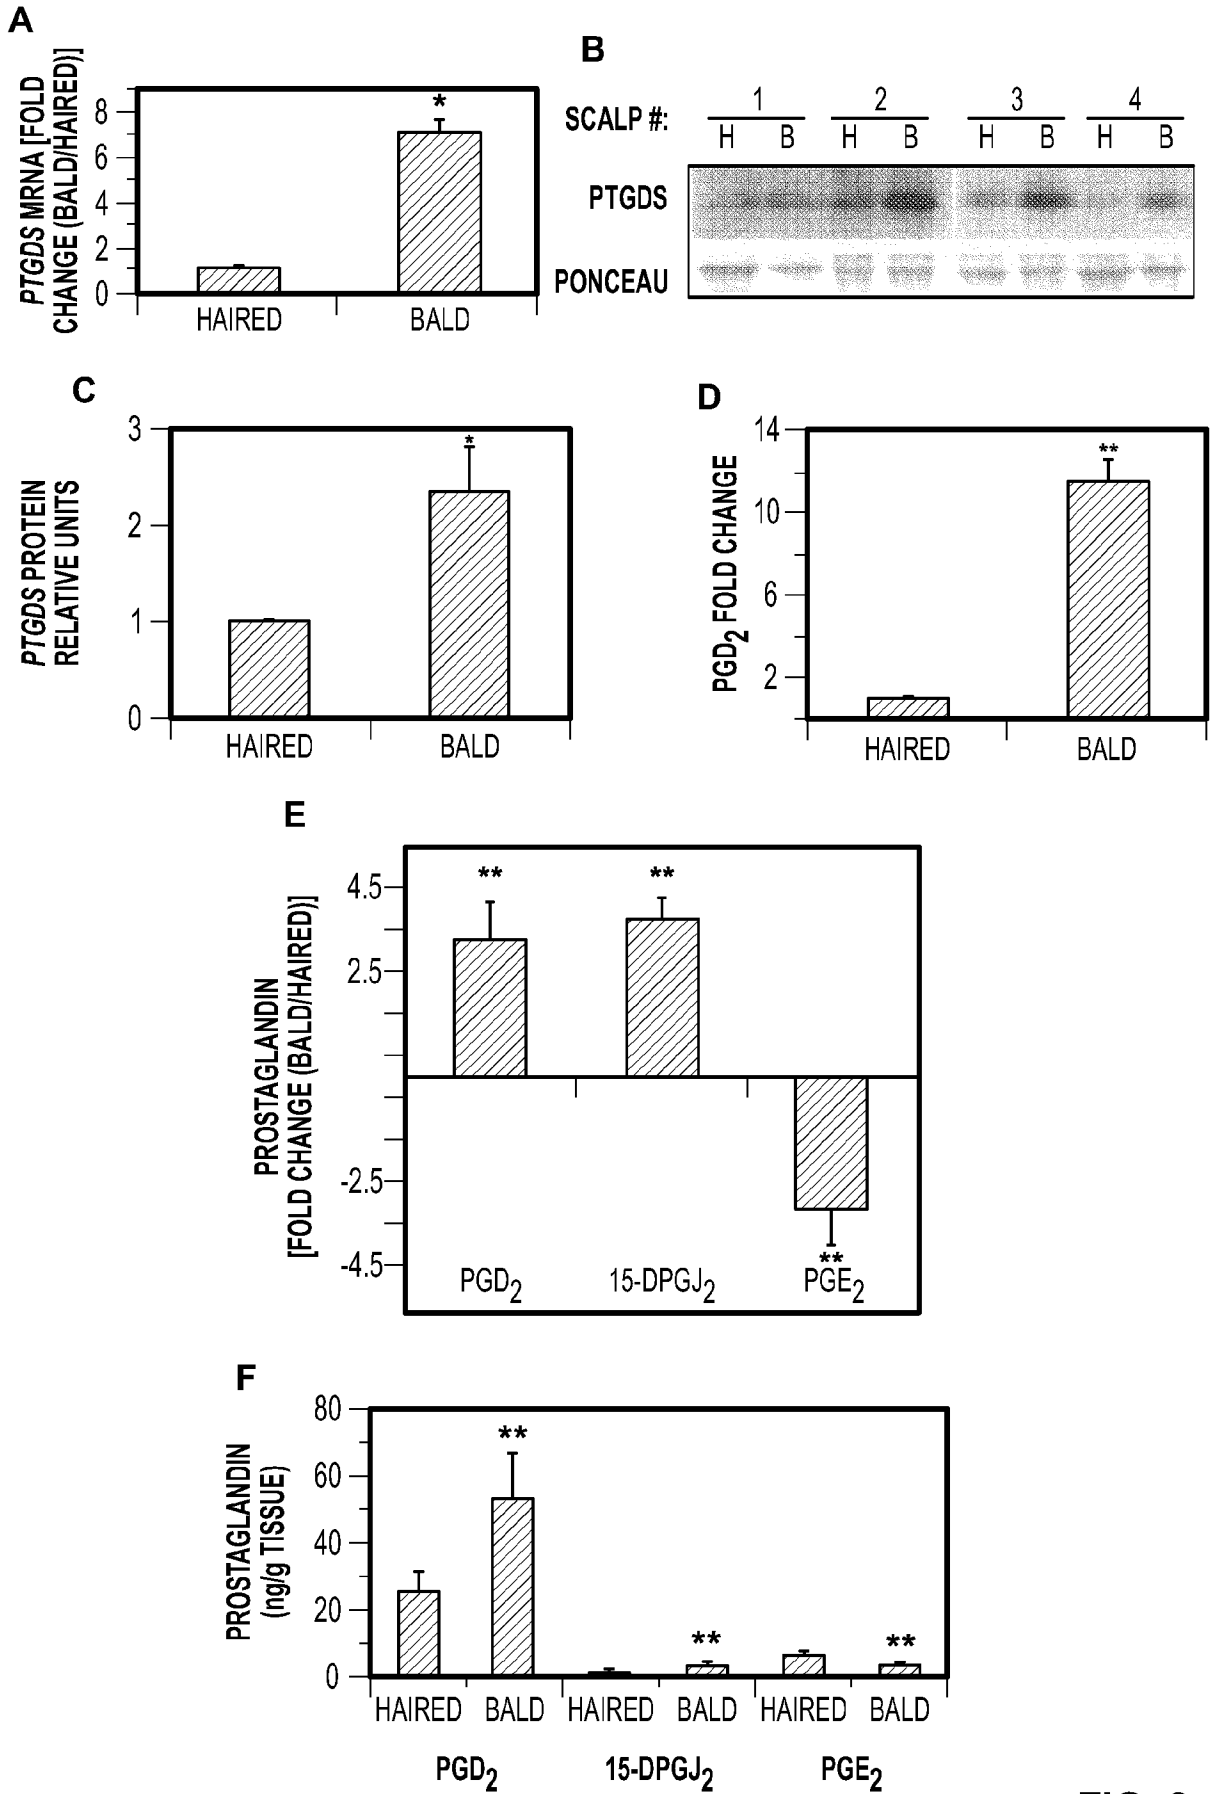 A
PTGDS MRNA [FOLD
CHANGE (BALD/HAIRED)]
8
6
4
2
0
*
HAIRED BALD
B
SCALP #: 1 2 3 4
H B H B H B H B
PTGDS
PONCEAU
C
PTGDS PROTEIN
RELATIVE UNITS
3
2
1
0
*
HAIRED BALD
D
PGD2 FOLD CHANGE
14
10
6
2
**
HAIRED BALD
E
PROSTAGLANDIN
[FOLD CHANGE (BALD/HAIRED)]
4.5
2.5
-2.5
-4.5
** **
**
PGD2 15-DPGJ2 PGE2
F
PROSTAGLANDIN
(ng/g TISSUE)
80
60
40
20
0
**
** **
HAIRED BALD HAIRED BALD HAIRED BALD
PGD2 15-DPGJ2 PGE2